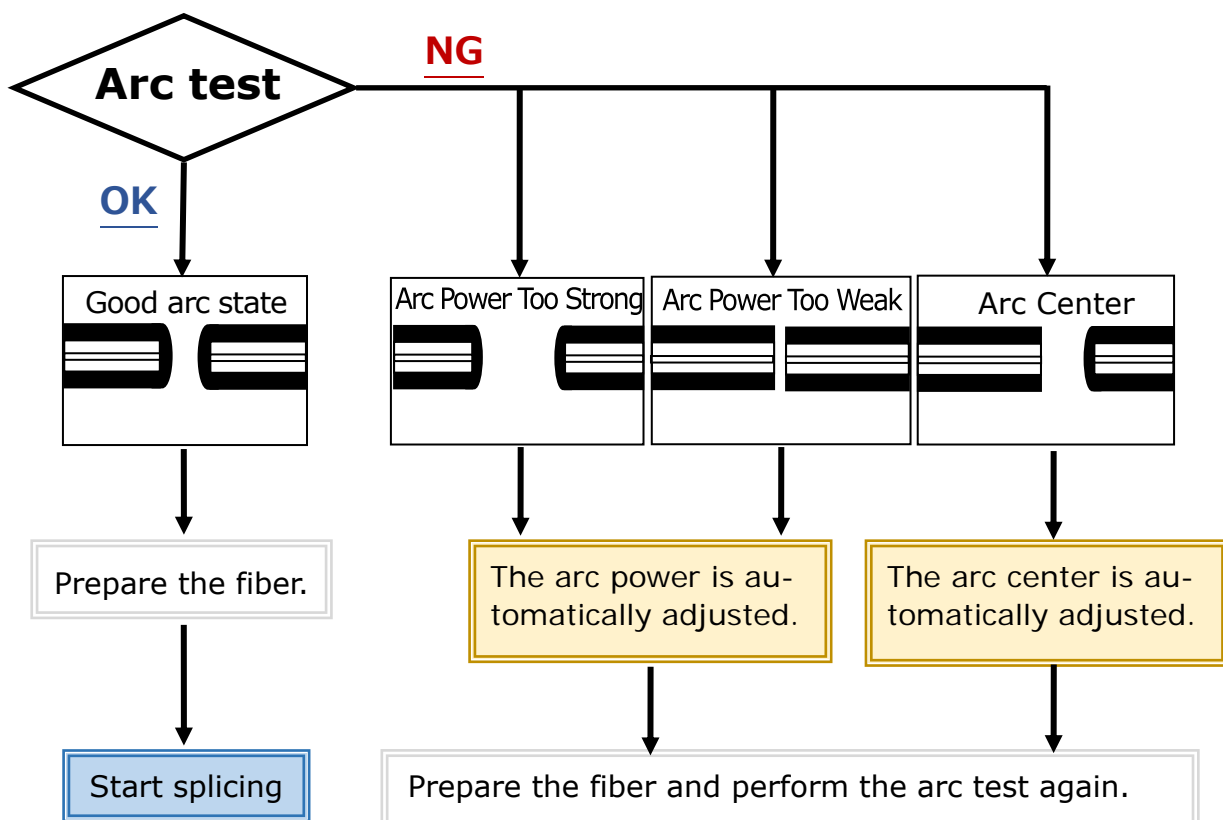 Arc test
NG
OK
Good arc state
Arc Power Too Strong
Arc Power Too Weak
Arc Center
Prepare the fiber.
The arc power is au-
tomatically adjusted.
The arc center is au-
tomatically adjusted.
Start splicing
Prepare the fiber and perform the arc test again.